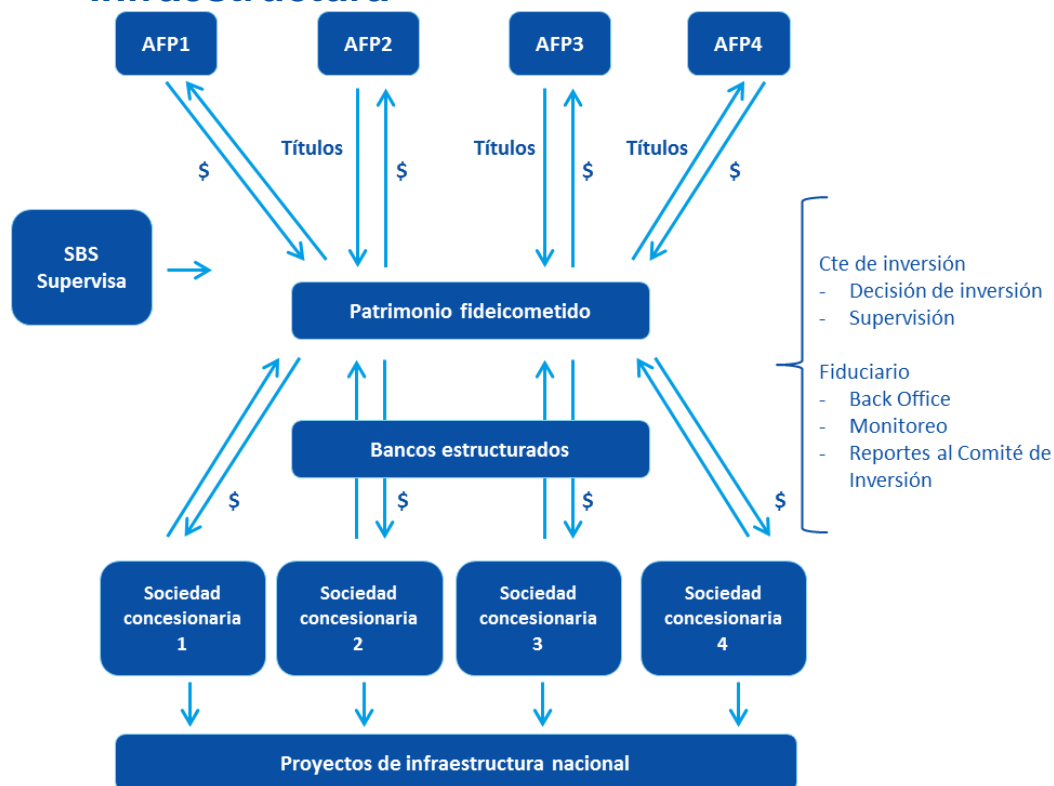 Infraestructura
AFP1
AFP2
AFP3
AFP4
Títulos
Títulos
Títulos
$
$
$
$
SBS
Supervisa
Patrimonio fideicometido
Cte de inversión
- Decisión de inversión
- Supervisión
Fiduciario
- Back Office
- Monitoreo
- Reportes al Comité de
Inversión
Bancos estructurados
$
$
$
$
Sociedad
concesionaria
1
Sociedad
concesionaria
2
Sociedad
concesionaria
3
Sociedad
concesionaria
4
Proyectos de infraestructura nacional